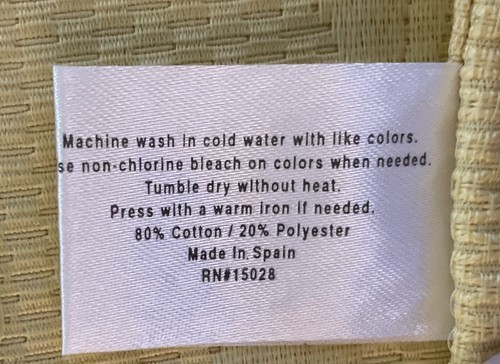 Machine wash in cold water with like colors.
se non-chlorine bleach on colors when needed.
Tumble dry without heat.
Press with a warm iron if needed.
80% Cotton / 20% Polyester
Made In Spain
RN#15028